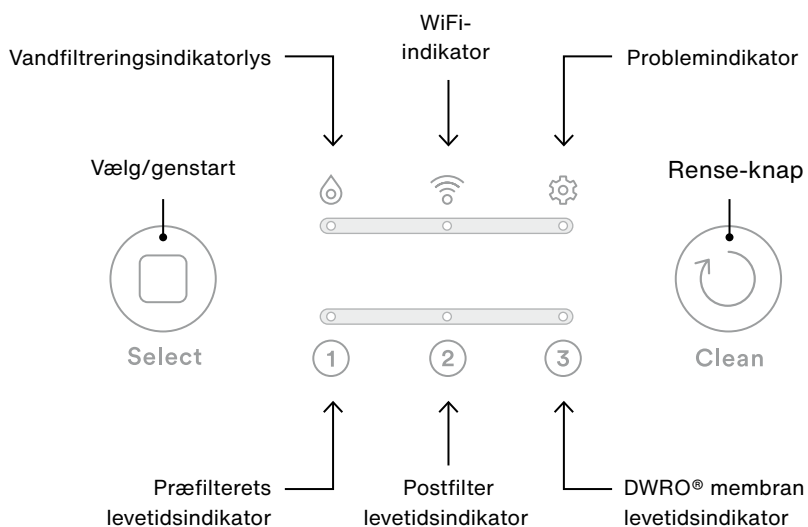 WiFi-
indikator
Vandfiltreringsindikatorlys
Problemindikator
Vælg/genstart
Rense-knap
Select
1
2
3
Clean
Præfilterets
levetidsindikator
Postfilter
levetidsindikator
DWRO® membran
levetidsindikator